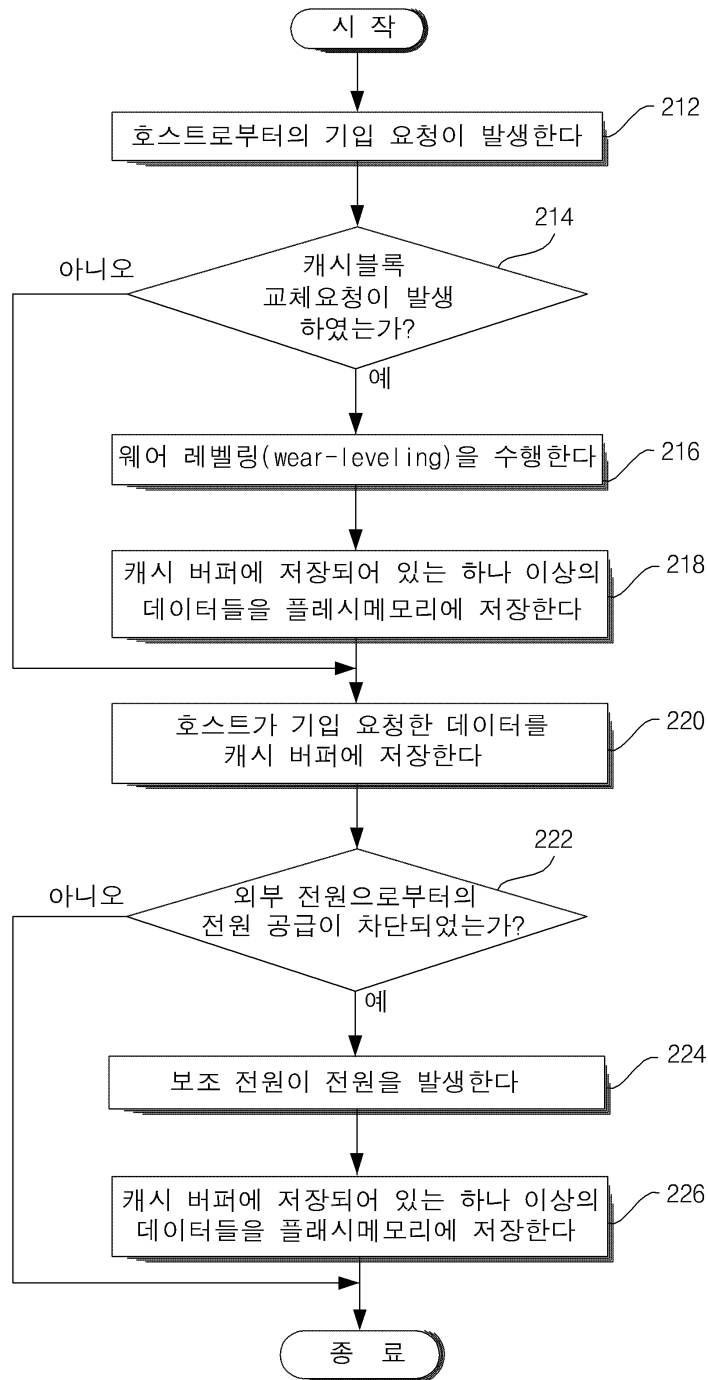 시 작
호스트로부터의 기입 요청이 발생한다
212
214
캐시블록
교체요청이 발생
하였는가?
아니오
예
웨어 레벨링(wear-leveling)을 수행한다
216
캐시 버퍼에 저장되어 있는 하나 이상의
데이터들을 플레시메모리에 저장한다
218
호스트가 기입 요청한 데이터를
캐시 버퍼에 저장한다
220
222
외부 전원으로부터의
전원 공급이 차단되었는가?
아니오
예
보조 전원이 전원을 발생한다
224
캐시 버퍼에 저장되어 있는 하나 이상의
데이터들을 플래시메모리에 저장한다
226
종 료